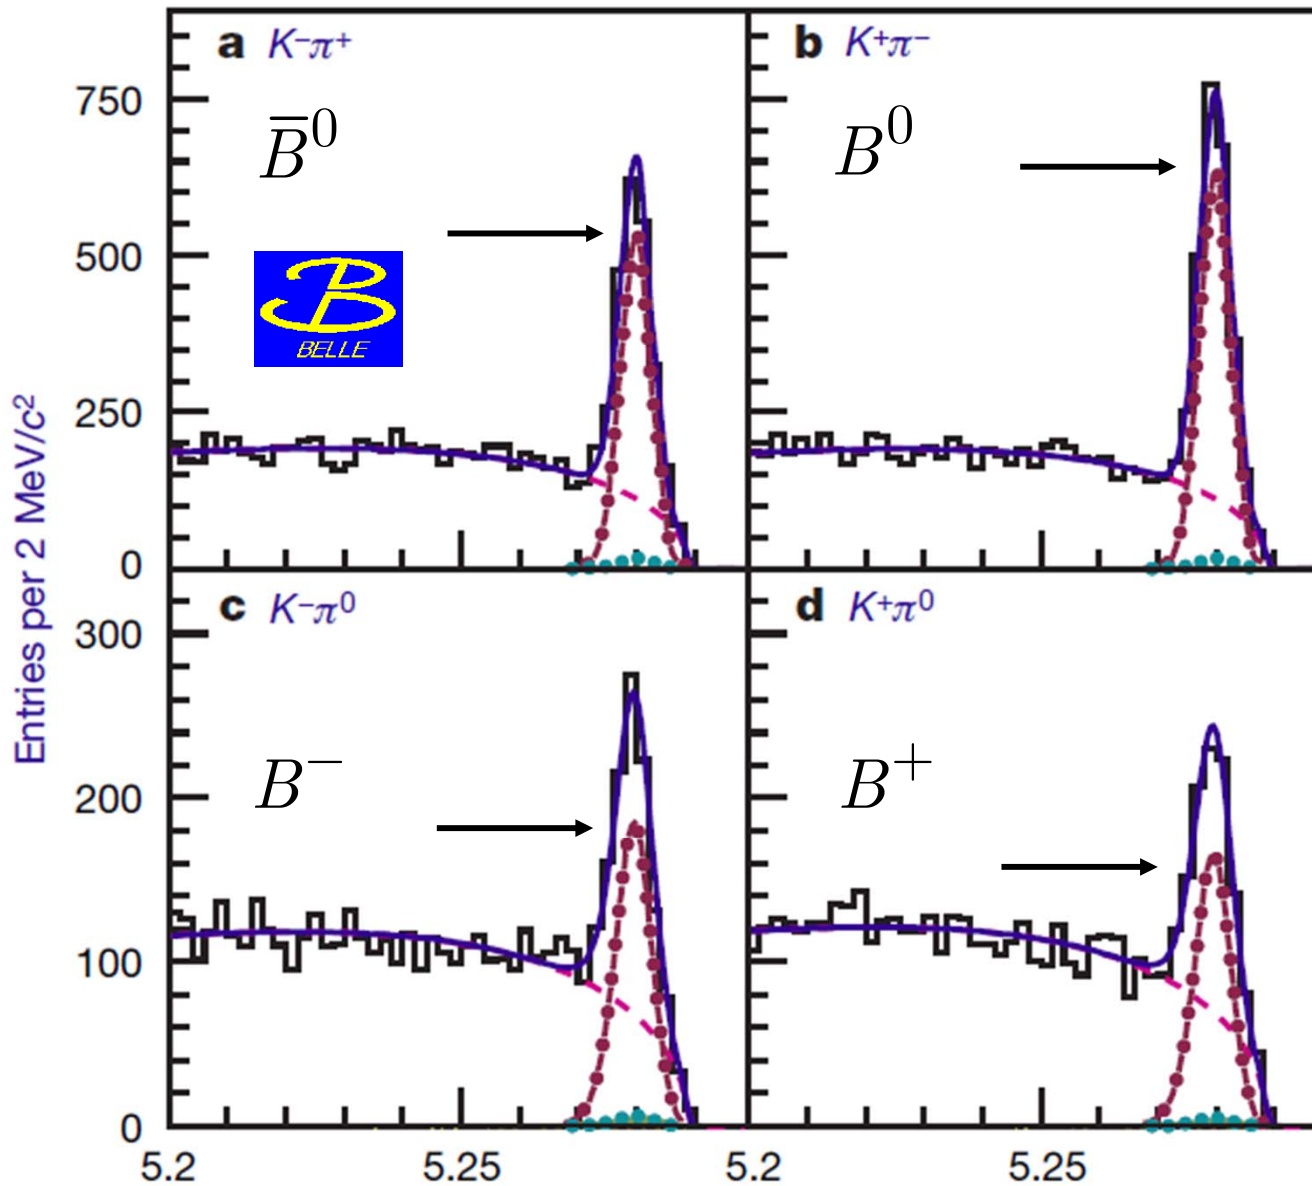 a K⁻π⁺
b K⁺π⁻
750
B̅⁰
B⁰
500
BELLE
250
0
Entries per 2 MeV/c²
c K⁻π⁰
d K⁺π⁰
300
B⁻
B⁺
200
100
0
5.2
5.25
5.2
5.25